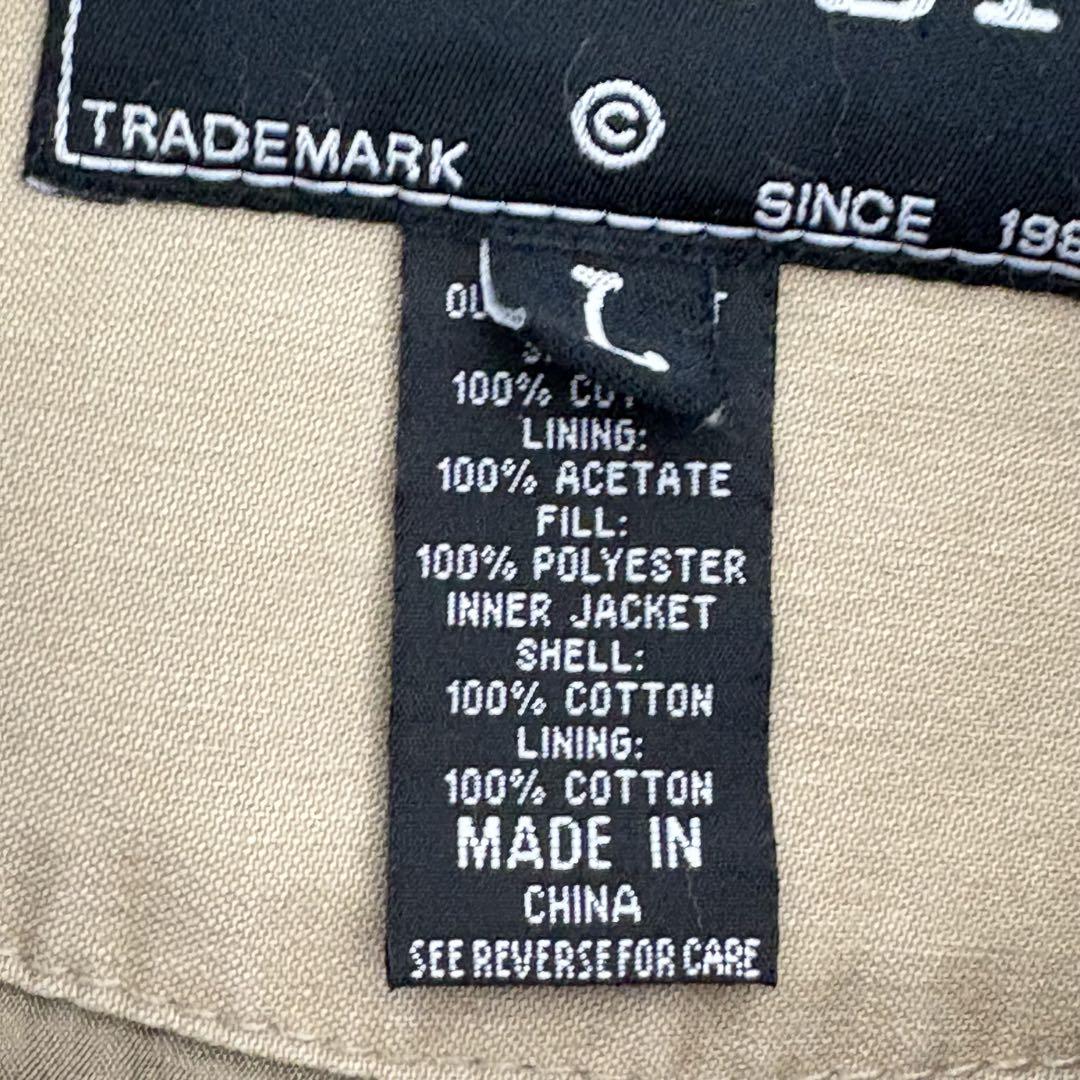 TRADEMARK
©
SINCE 198
L
100%
LINING:
100% ACETATE
FILL:
100% POLYESTER
INNER JACKET
SHELL:
100% COTTON
LINING:
100% COTTON
MADE IN
CHINA
SEE REVERSE FOR CARE